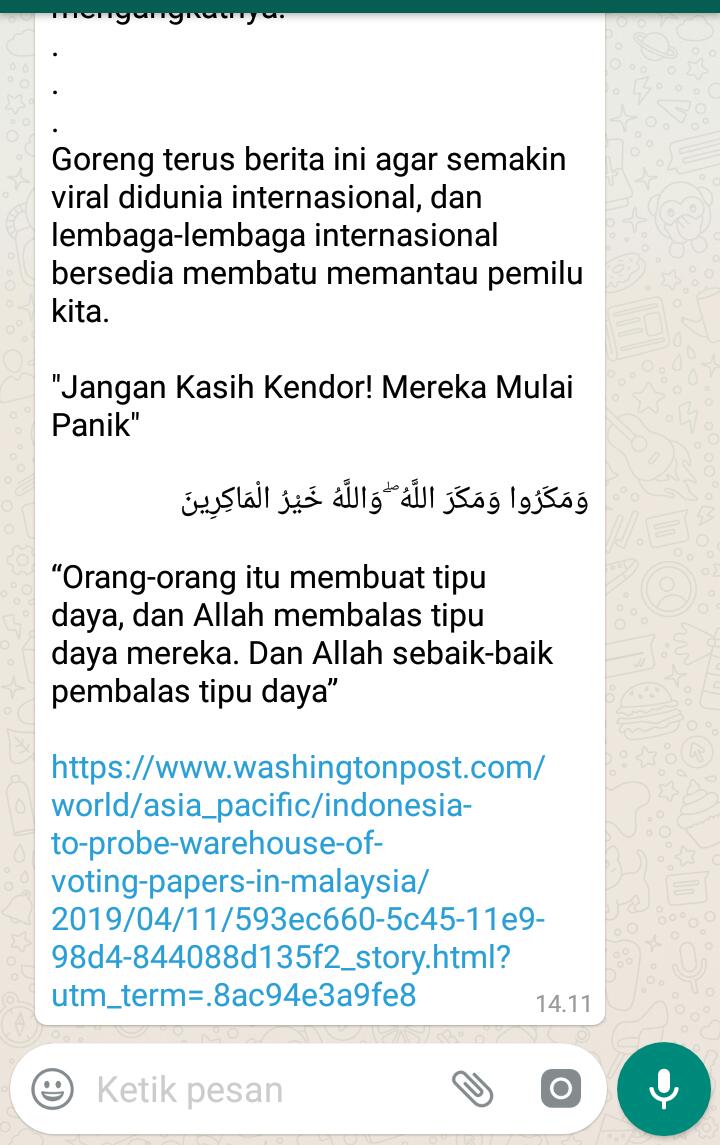 mengangkatnya.
.
.
.
Goreng terus berita ini agar semakin
viral didunia internasional, dan
lembaga-lembaga internasional
bersedia membatu memantau pemilu
kita.
"Jangan Kasih Kendor! Mereka Mulai
Panik"
وَمَكَرُوا وَمَكَرَ اللَّهُ ۖ وَاللَّهُ خَيْرُ الْمَاكِرِينَ
“Orang-orang itu membuat tipu
daya, dan Allah membalas tipu
daya mereka. Dan Allah sebaik-baik
pembalas tipu daya”
https://www.washingtonpost.com/
world/asia_pacific/indonesia-
to-probe-warehouse-of-
voting-papers-in-malaysia/
2019/04/11/593ec660-5c45-11e9-
98d4-844088d135f2_story.html?
utm_term=.8ac94e3a9fe8
14.11
Ketik pesan